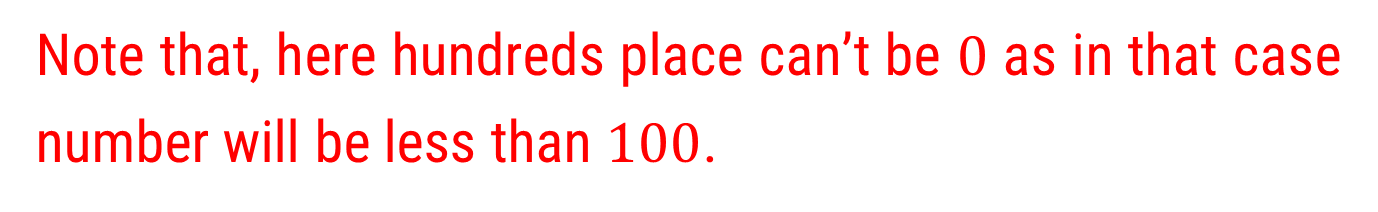 Note that, here hundreds place can’t be 0 as in that case
number will be less than 100.